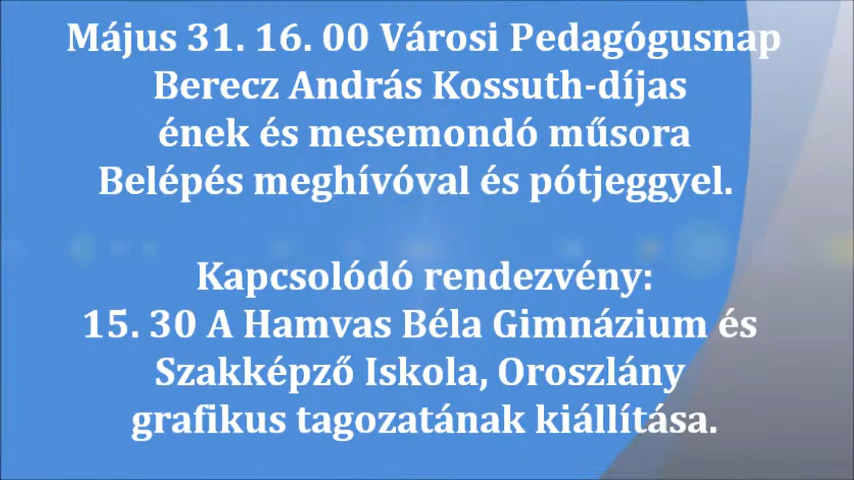 Május 31. 16. 00 Városi Pedagógusnap
Berecz András Kossuth-díjas
ének és mesemondó műsora
Belépés meghívóval és pótjeggyel.
Kapcsolódó rendezvény:
15. 30 A Hamvas Béla Gimnázium és
Szakképző Iskola, Oroszlány
grafikus tagozatának kiállítása.